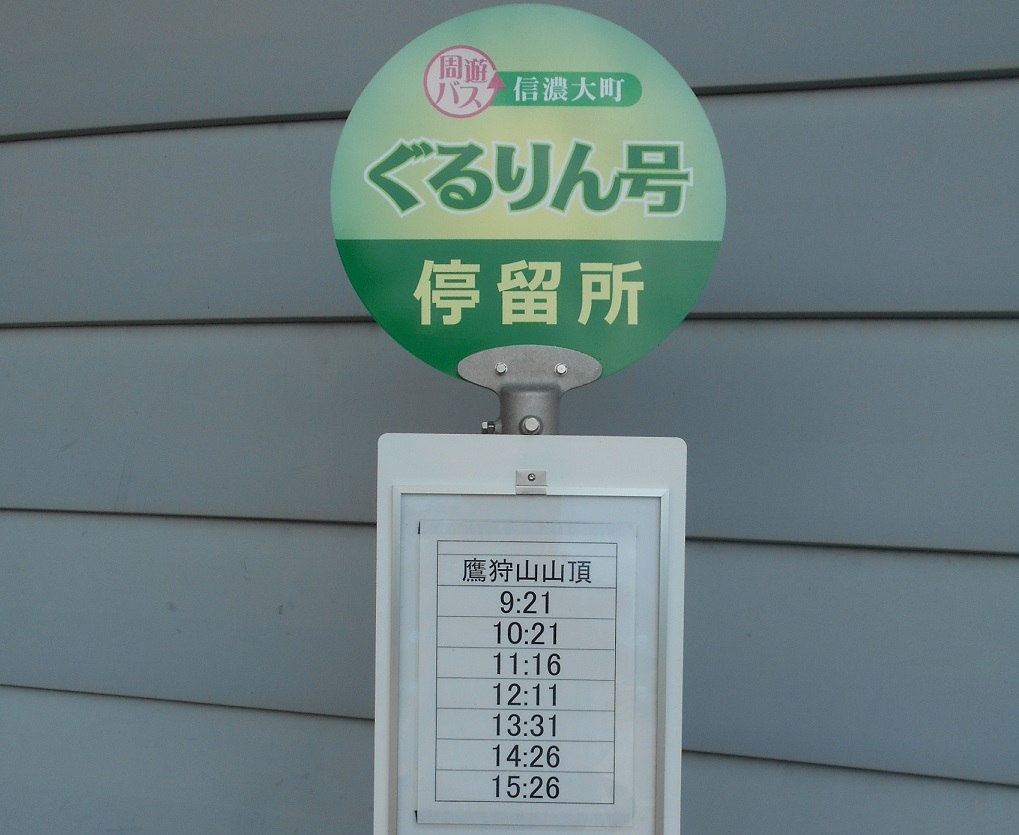 周遊
バス
信濃大町
ぐるりん号
停留所
鷹狩山山頂
9:21
10:21
11:16
12:11
13:31
14:26
15:26